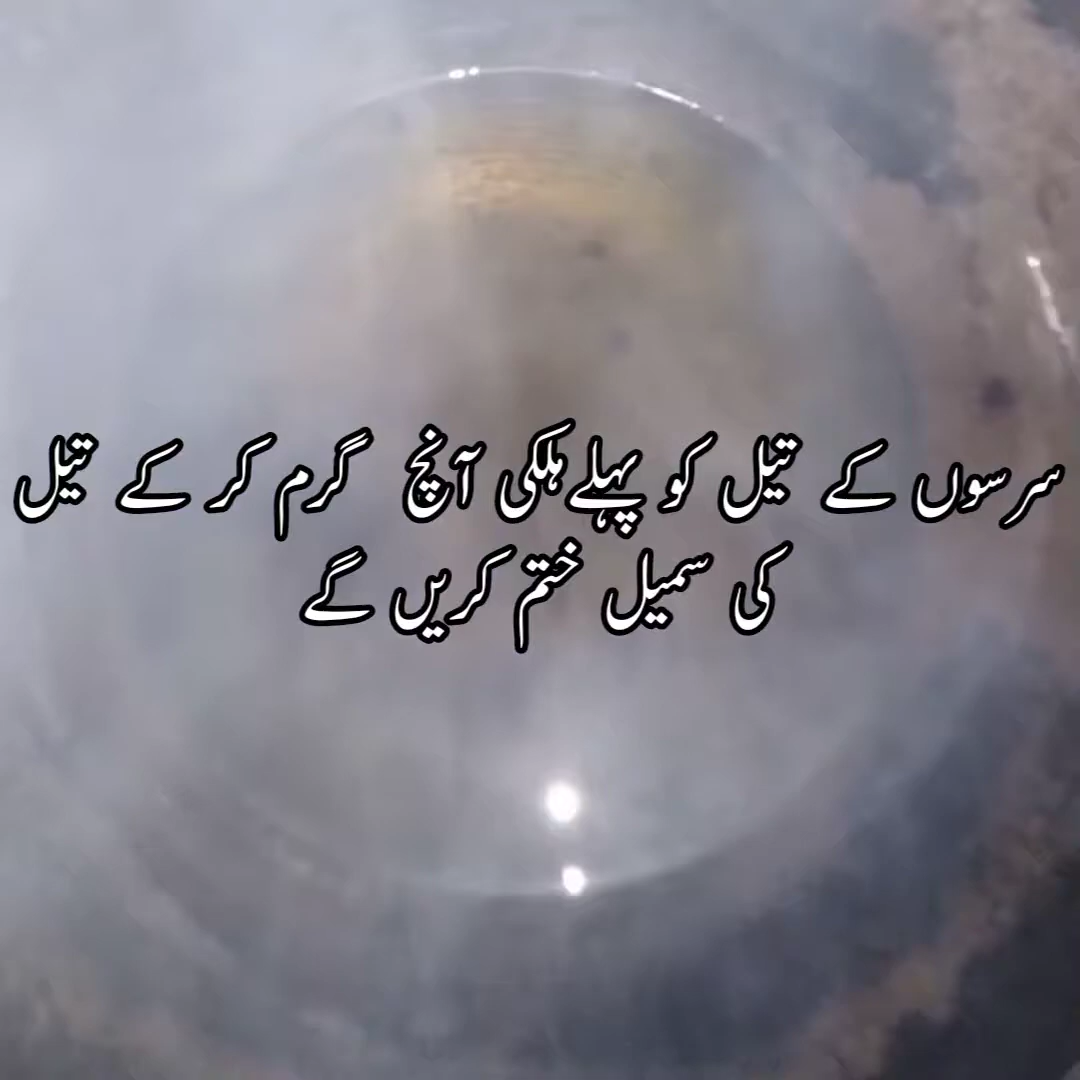 سرسوں کے تیل کو پہلے ہلکی آنچ گرم کر کے تیل
کی سمیل ختم کریں گے